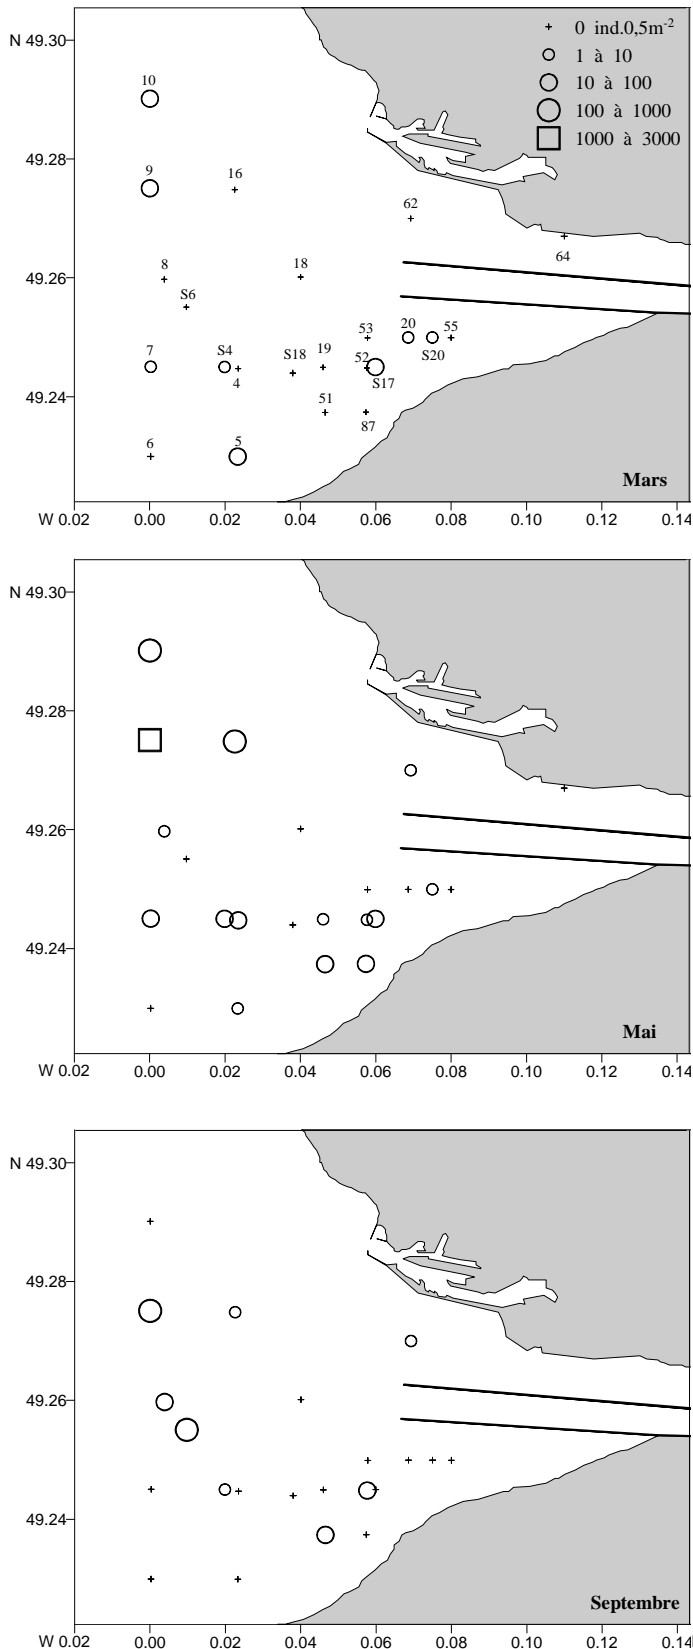 N 49.30
0 ind.0,5m-2
1 à 10
10 à 100
100 à 1000
1000 à 3000
10
49.28
9
16
62
64
49.26
8
18
S6
53
20
55
7
S4
S18
19
52
S20
4
S17
49.24
51
87
6
5
Mars
W 0.02 0.00 0.02 0.04 0.06 0.08 0.10 0.12 0.14
N 49.30
49.28
49.26
49.24
Mai
W 0.02 0.00 0.02 0.04 0.06 0.08 0.10 0.12 0.14
N 49.30
49.28
49.26
49.24
Septembre
W 0.02 0.00 0.02 0.04 0.06 0.08 0.10 0.12 0.14